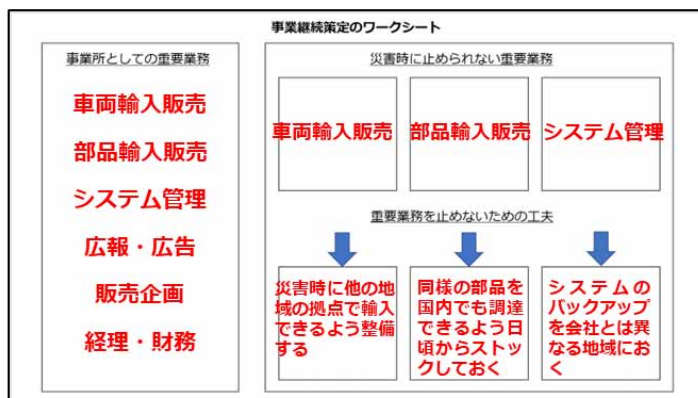 事業継続策定のワークシート
事業所としての重要業務
車両輸入販売
部品輸入販売
システム管理
広報・広告
販売企画
経理・財務
災害時に止められない重要業務
車両輸入販売
部品輸入販売
システム管理
重要業務を止めないための工夫
災害時に他の地
域の拠点で輸入
できるよう整備
する
同様の部品を
国内でも調達
できるよう日
頃からストッ
クしておく
システムの
バックアップ
を会社とは異
なる地域にお
く